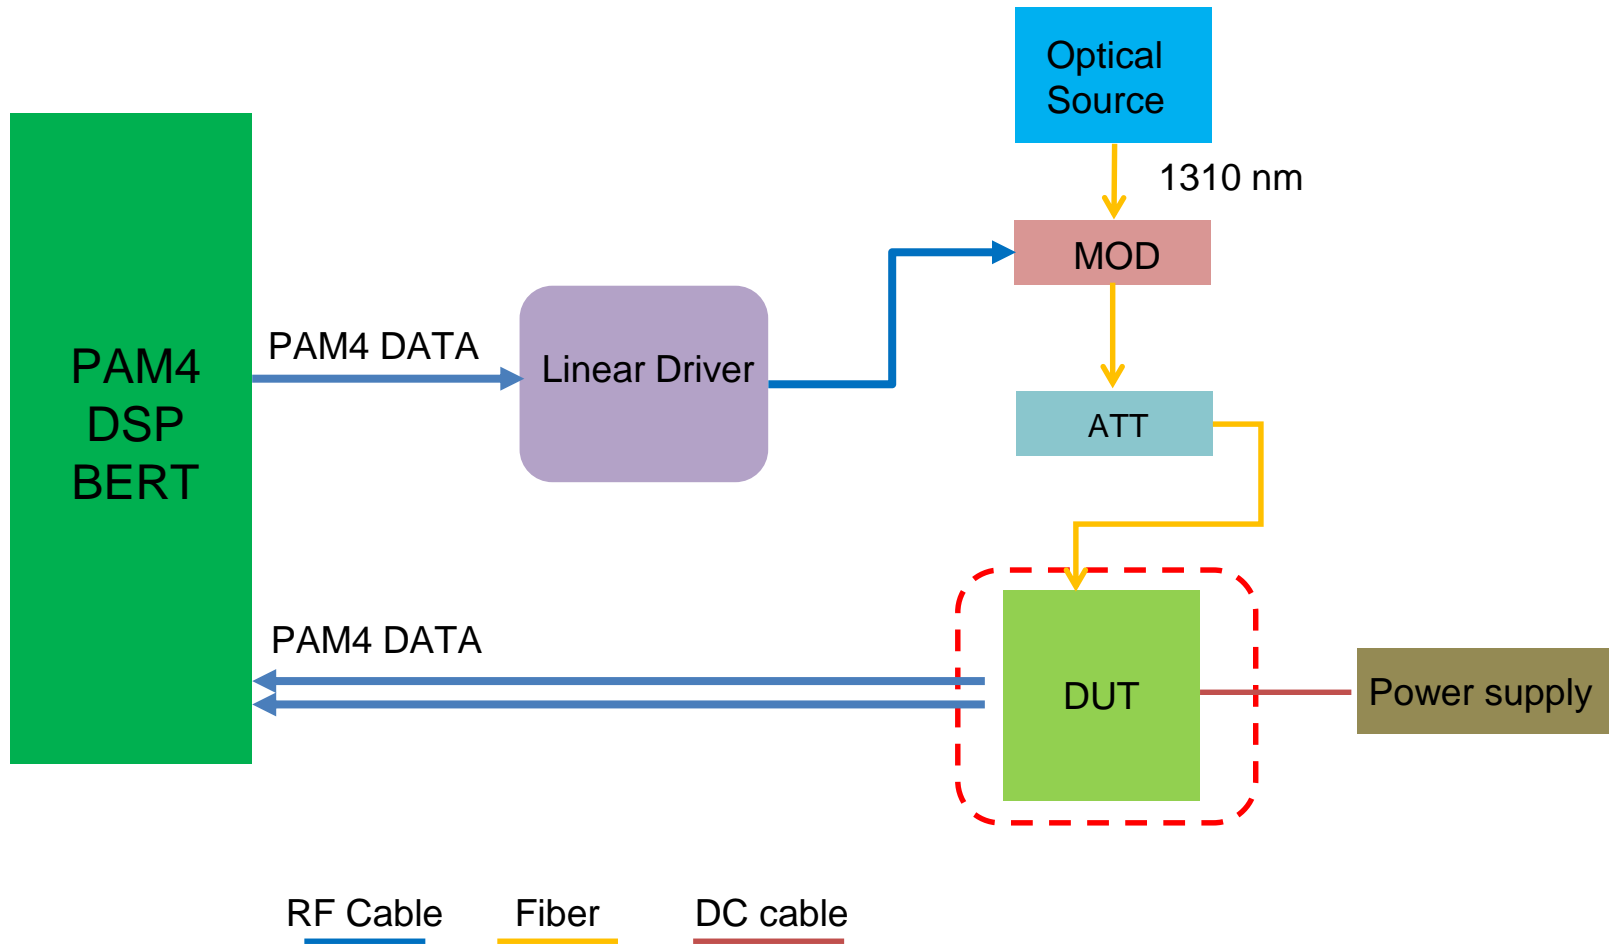 Optical
Source
1310 nm
MOD
PAM4 DATA
Linear Driver
PAM4
DSP
BERT
ATT
PAM4 DATA
DUT
Power supply
RF Cable
Fiber
DC cable